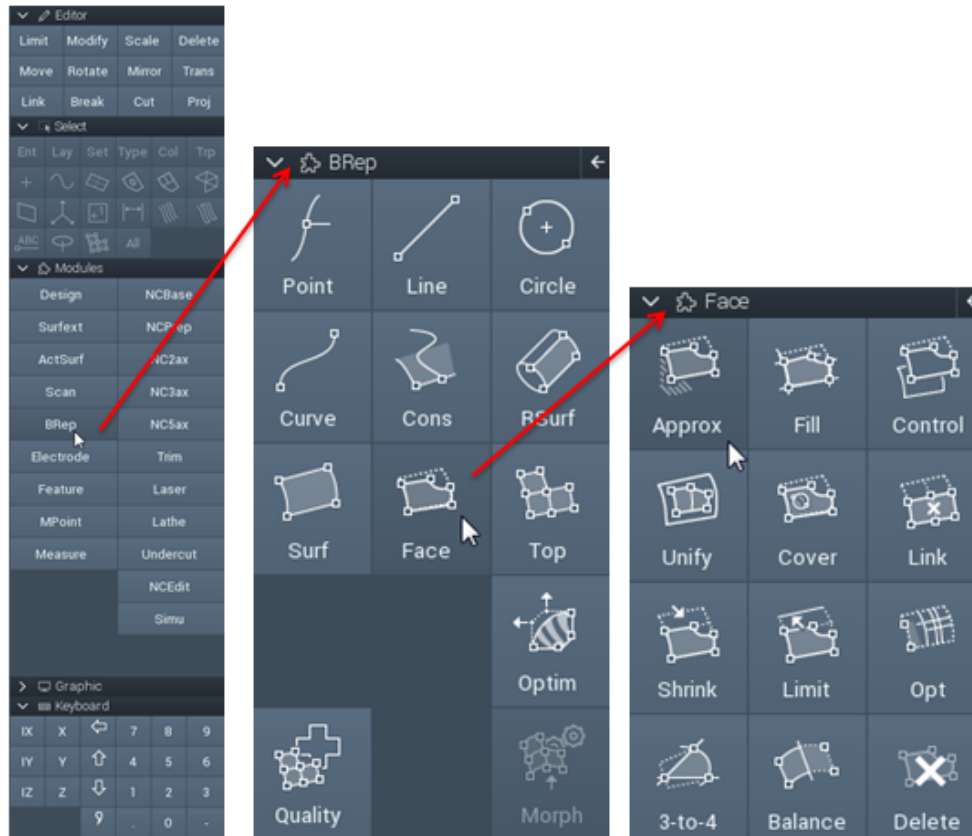 Editor
Limit Modify Scale Delete
Move Rotate Mirror Trans
Link Break Cut Proj
Select
Ent Lay Set Type Col Trp
ABC All
Modules
Design NCBase
Surfext NCPrep
ActSurf NC2ax
Scan NC3ax
BRep NC5ax
Electrode Trim
Feature Laser
MPoint Lathe
Measure Undercut
NCEdit
Simu
Graphic
Keyboard
IX X 7 8 9
IY Y 4 5 6
IZ Z 1 2 3
9 . 0 -
BRep
Point Line Circle
Curve Cons RSurf
Surf Face Top
Optim
Quality Morph
Face
Approx Fill Control
Unify Cover Link
Shrink Limit Opt
3-to-4 Balance Delete